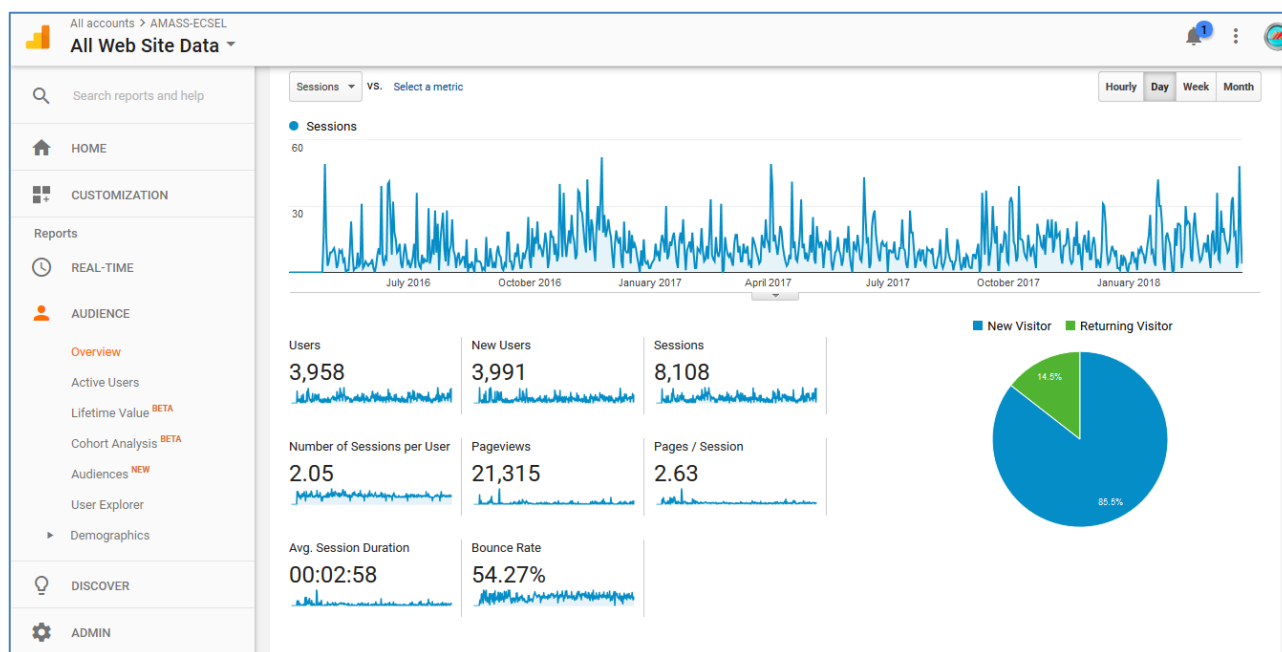 All accounts > AMASS-ECSEL
All Web Site Data
1
Search reports and help
HOME
CUSTOMIZATION
Reports
REAL-TIME
AUDIENCE
Overview
Active Users
Lifetime Value BETA
Cohort Analysis BETA
Audiences NEW
User Explorer
Demographics
DISCOVER
ADMIN
Sessions VS. Select a metric
Hourly Day Week Month
Sessions
60
30
July 2016 October 2016 January 2017 April 2017 July 2017 October 2017 January 2018
New Visitor Returning Visitor
Users New Users Sessions
3,958 3,991 8,108
Number of Sessions per User Pageviews Pages / Session
2.05 21,315 2.63
Avg. Session Duration Bounce Rate
00:02:58 54.27%
14.5%
85.5%